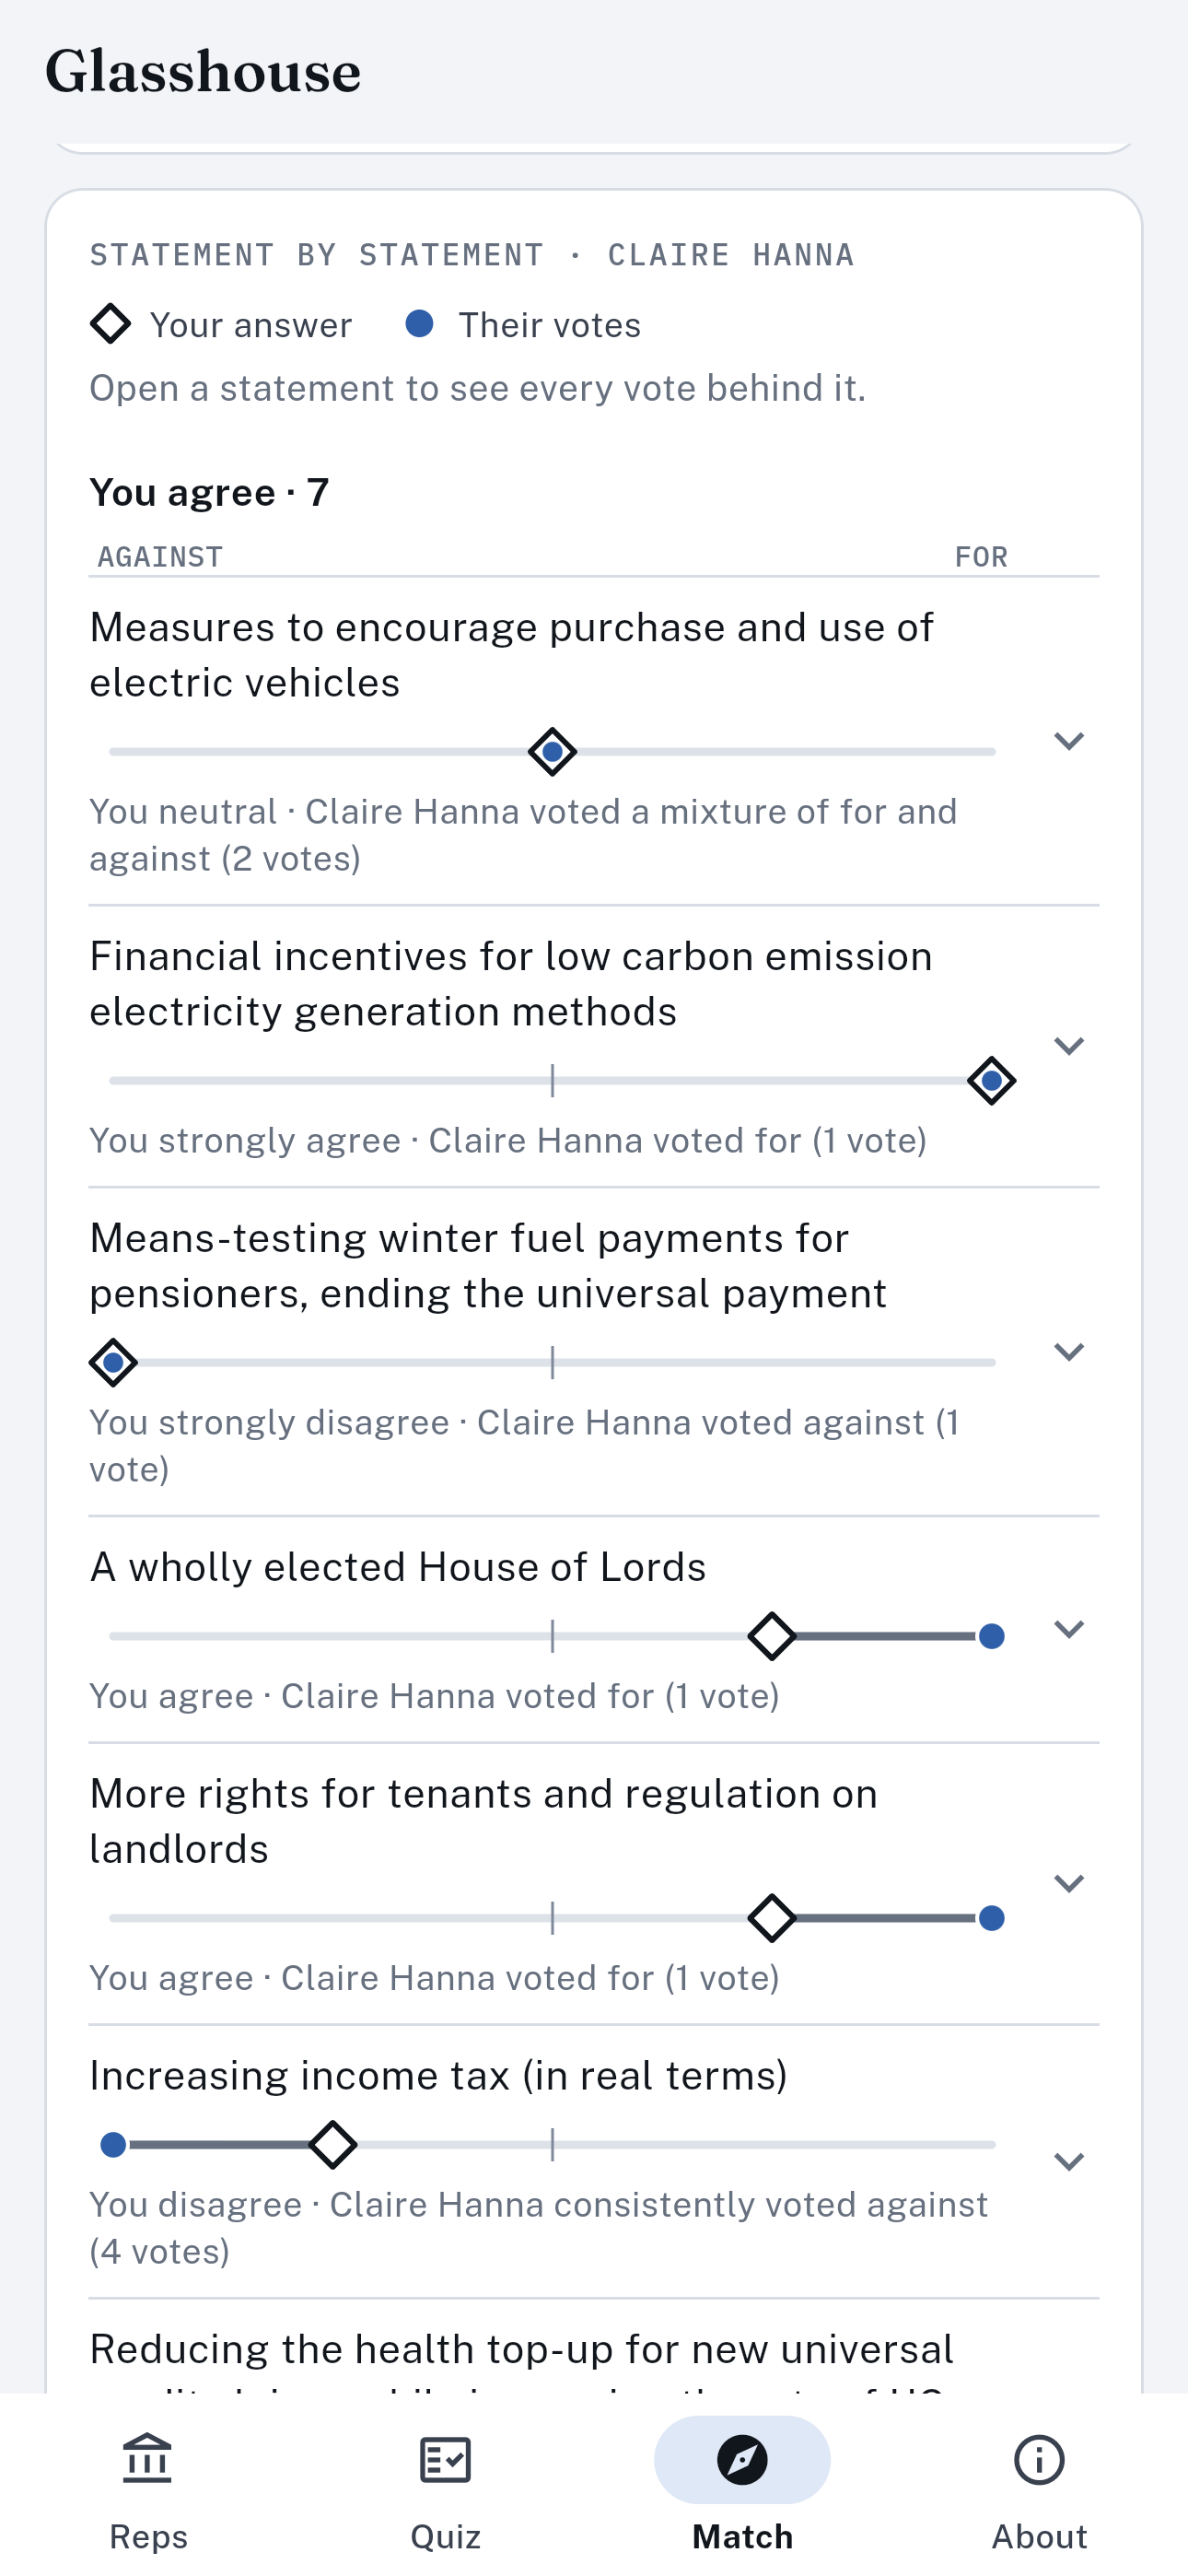 Glasshouse
STATEMENT BY STATEMENT · CLAIRE HANNA
Your answer
Their votes
Open a statement to see every vote behind it.
You agree · 7
AGAINST
FOR
Measures to encourage purchase and use of
electric vehicles
You neutral · Claire Hanna voted a mixture of for and
against (2 votes)
Financial incentives for low carbon emission
electricity generation methods
You strongly agree · Claire Hanna voted for (1 vote)
Means-testing winter fuel payments for
pensioners, ending the universal payment
You strongly disagree · Claire Hanna voted against (1
vote)
A wholly elected House of Lords
You agree · Claire Hanna voted for (1 vote)
More rights for tenants and regulation on
landlords
You agree · Claire Hanna voted for (1 vote)
Increasing income tax (in real terms)
You disagree · Claire Hanna consistently voted against
(4 votes)
Reducing the health top-up for new universal
Reps
Quiz
Match
About